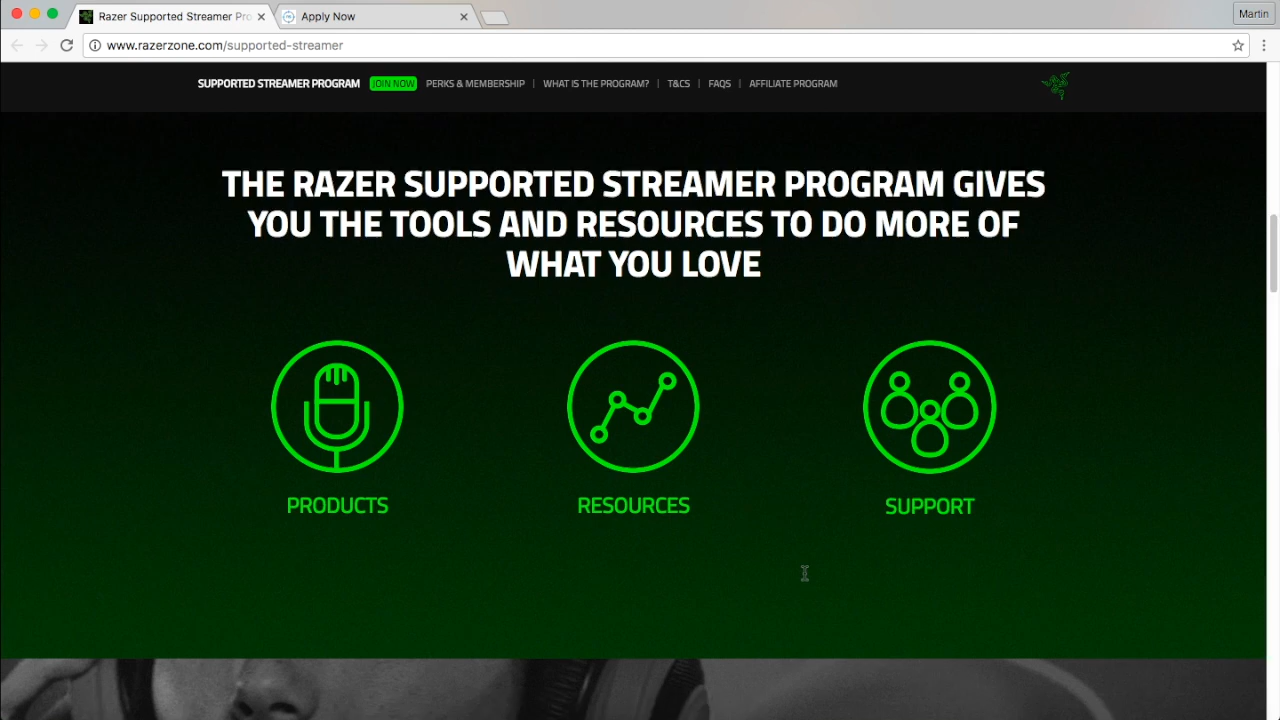 Razer Supported Streamer Pro
Apply Now
Martin
www.razerzone.com/supported-streamer
SUPPORTED STREAMER PROGRAM JOIN NOW PERKS & MEMBERSHIP | WHAT IS THE PROGRAM? | T&CS | FAQS | AFFILIATE PROGRAM
THE RAZER SUPPORTED STREAMER PROGRAM GIVES
YOU THE TOOLS AND RESOURCES TO DO MORE OF
WHAT YOU LOVE
PRODUCTS
RESOURCES
SUPPORT